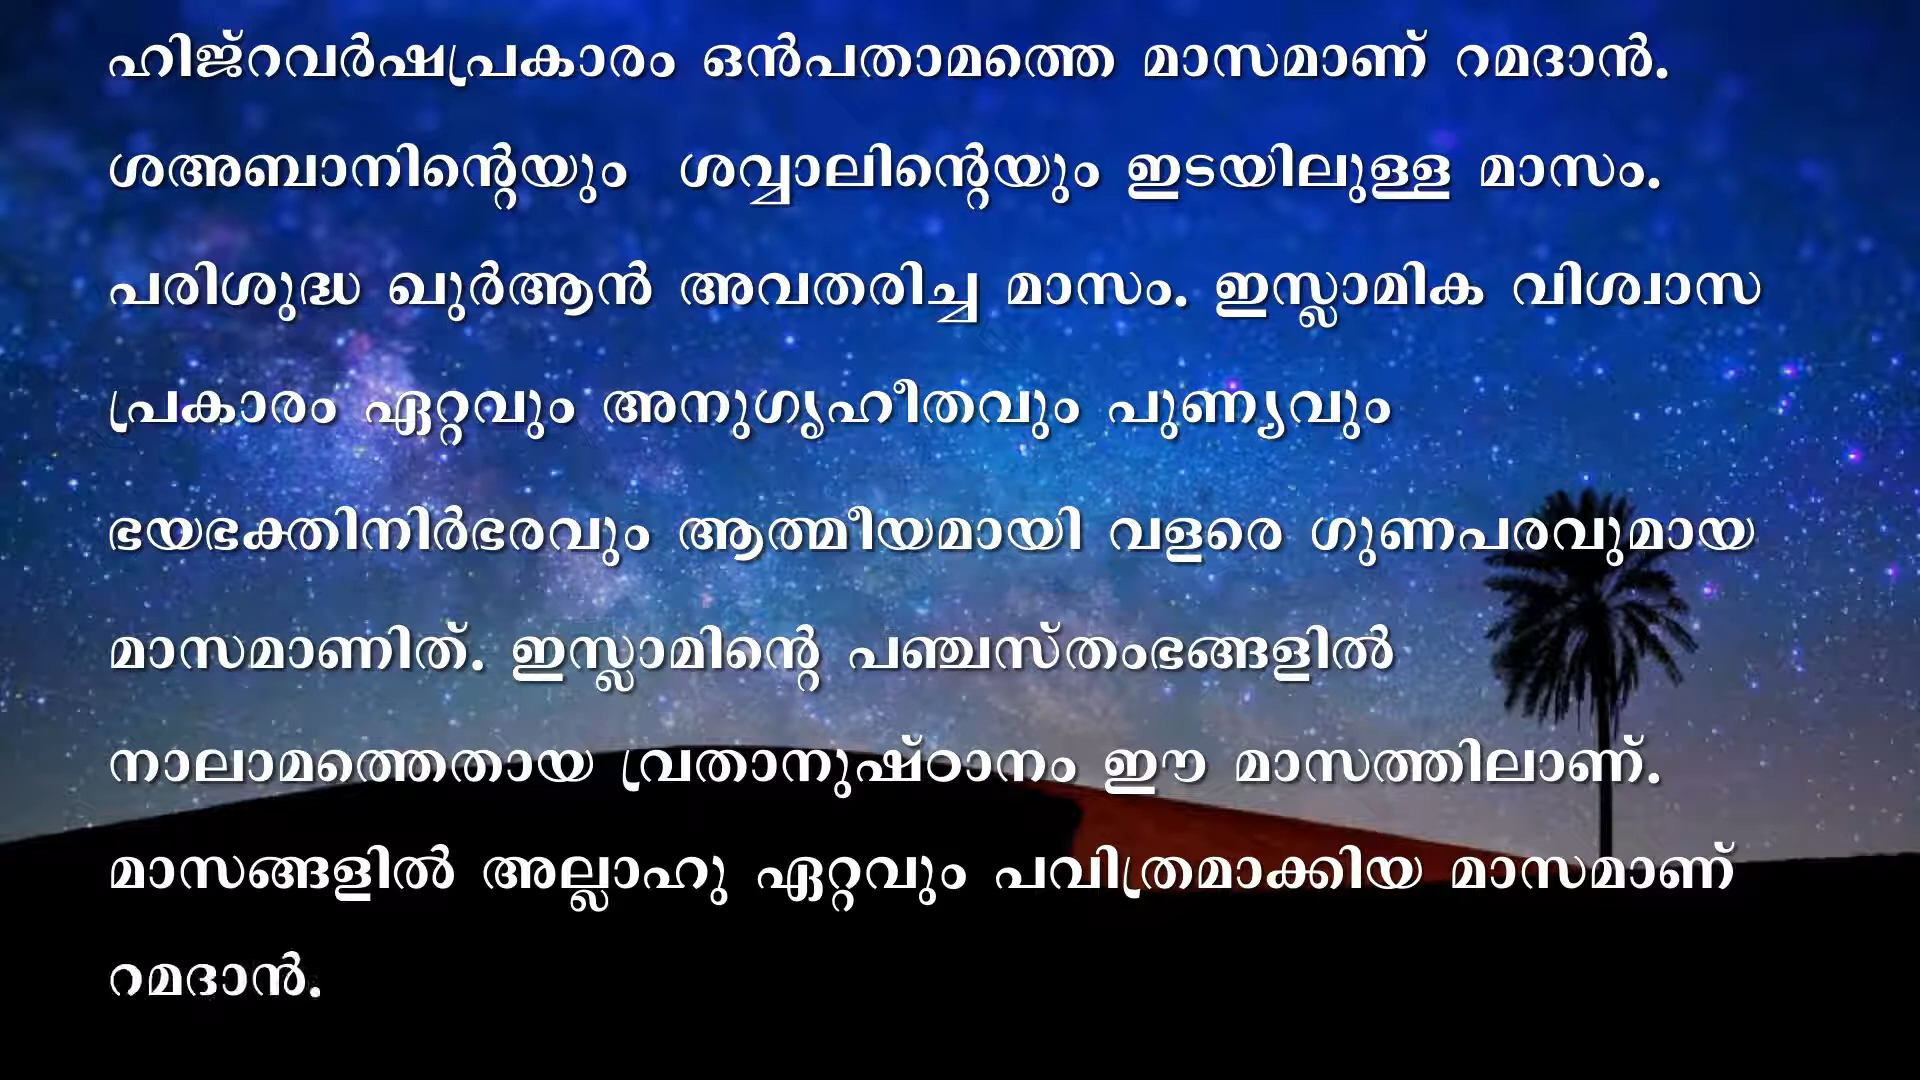 ഹിജ്റവർഷപ്രകാരം ഒൻപതാമത്തെ മാസമാണ് റമദാൻ.
ശഅബാനിന്റെയും ശവ്വാലിന്റെയും ഇടയിലുള്ള മാസം.
പരിശുദ്ധ ഖുർആൻ അവതരിച്ച മാസം. ഇസ്ലാമിക വിശ്വാസ
പ്രകാരം ഏറ്റവും അനുഗൃഹീതവും പുണ്യവും
ഭയഭക്തിനിർഭരവും ആത്മീയമായി വളരെ ഗുണപരവുമായ
മാസമാണിത്. ഇസ്ലാമിന്റെ പഞ്ചസ്തംഭങ്ങളിൽ
നാലാമത്തെതായ വ്രതാനുഷ്ഠാനം ഈ മാസത്തിലാണ്.
മാസങ്ങളിൽ അല്ലാഹു ഏറ്റവും പവിത്രമാക്കിയ മാസമാണ്
റമദാൻ.